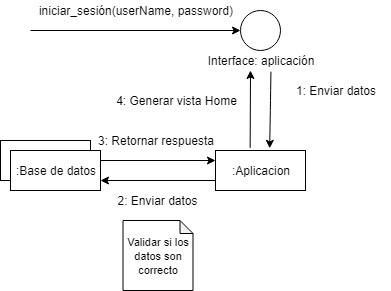 iniciar_sesión(userName, password)
Interface: aplicación
1: Enviar datos
4: Generar vista Home
3: Retornar respuesta
:Base de datos
:Aplicacion
2: Enviar datos
Validar si los
datos son
correcto